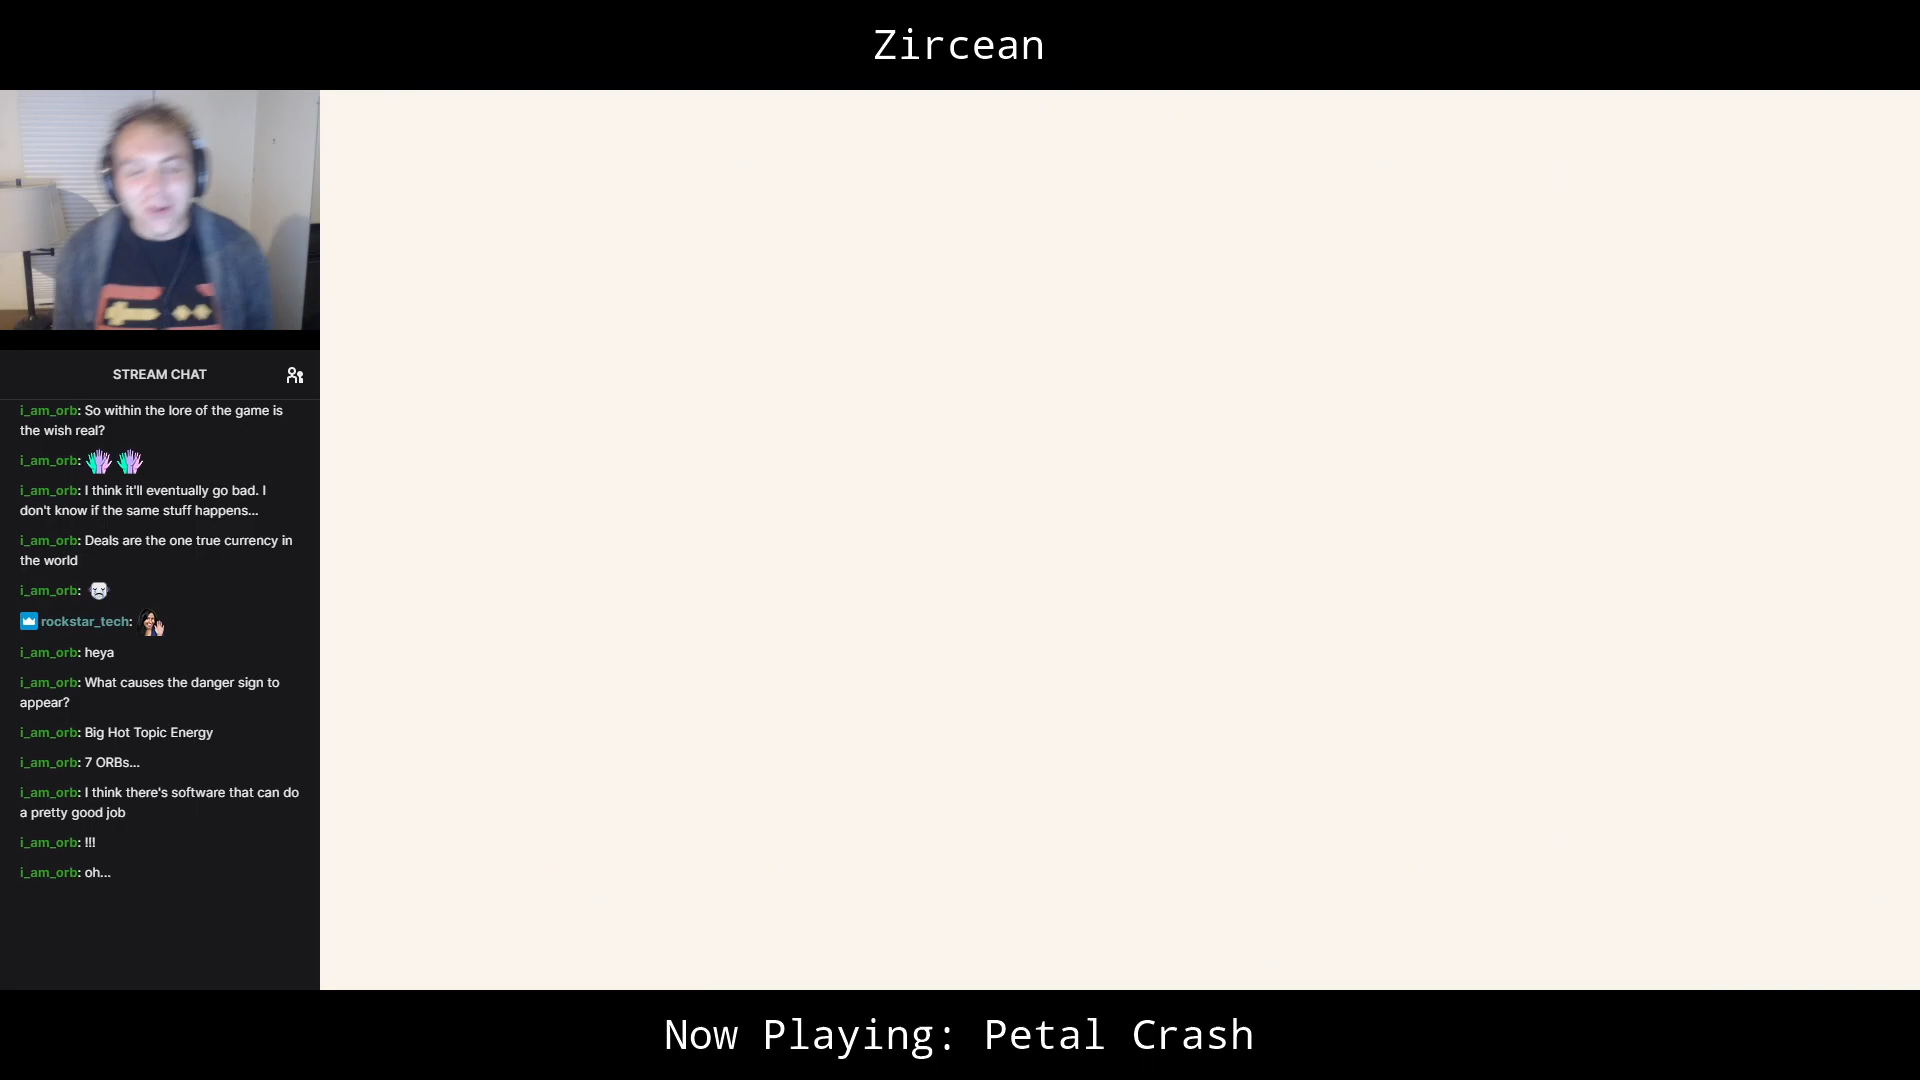 Zircean
STREAM CHAT
i_am_orb: So within the lore of the game is
the wish real?
i_am_orb:
i_am_orb: I think it'll eventually go bad. I
don't know if the same stuff happens...
i_am_orb: Deals are the one true currency in
the world
i_am_orb:
rockstar_tech:
i_am_orb: heya
i_am_orb: What causes the danger sign to
appear?
i_am_orb: Big Hot Topic Energy
i_am_orb: 7 ORBs...
i_am_orb: I think there's software that can do
a pretty good job
i_am_orb: !!!
i_am_orb: oh...
Now Playing: Petal Crash